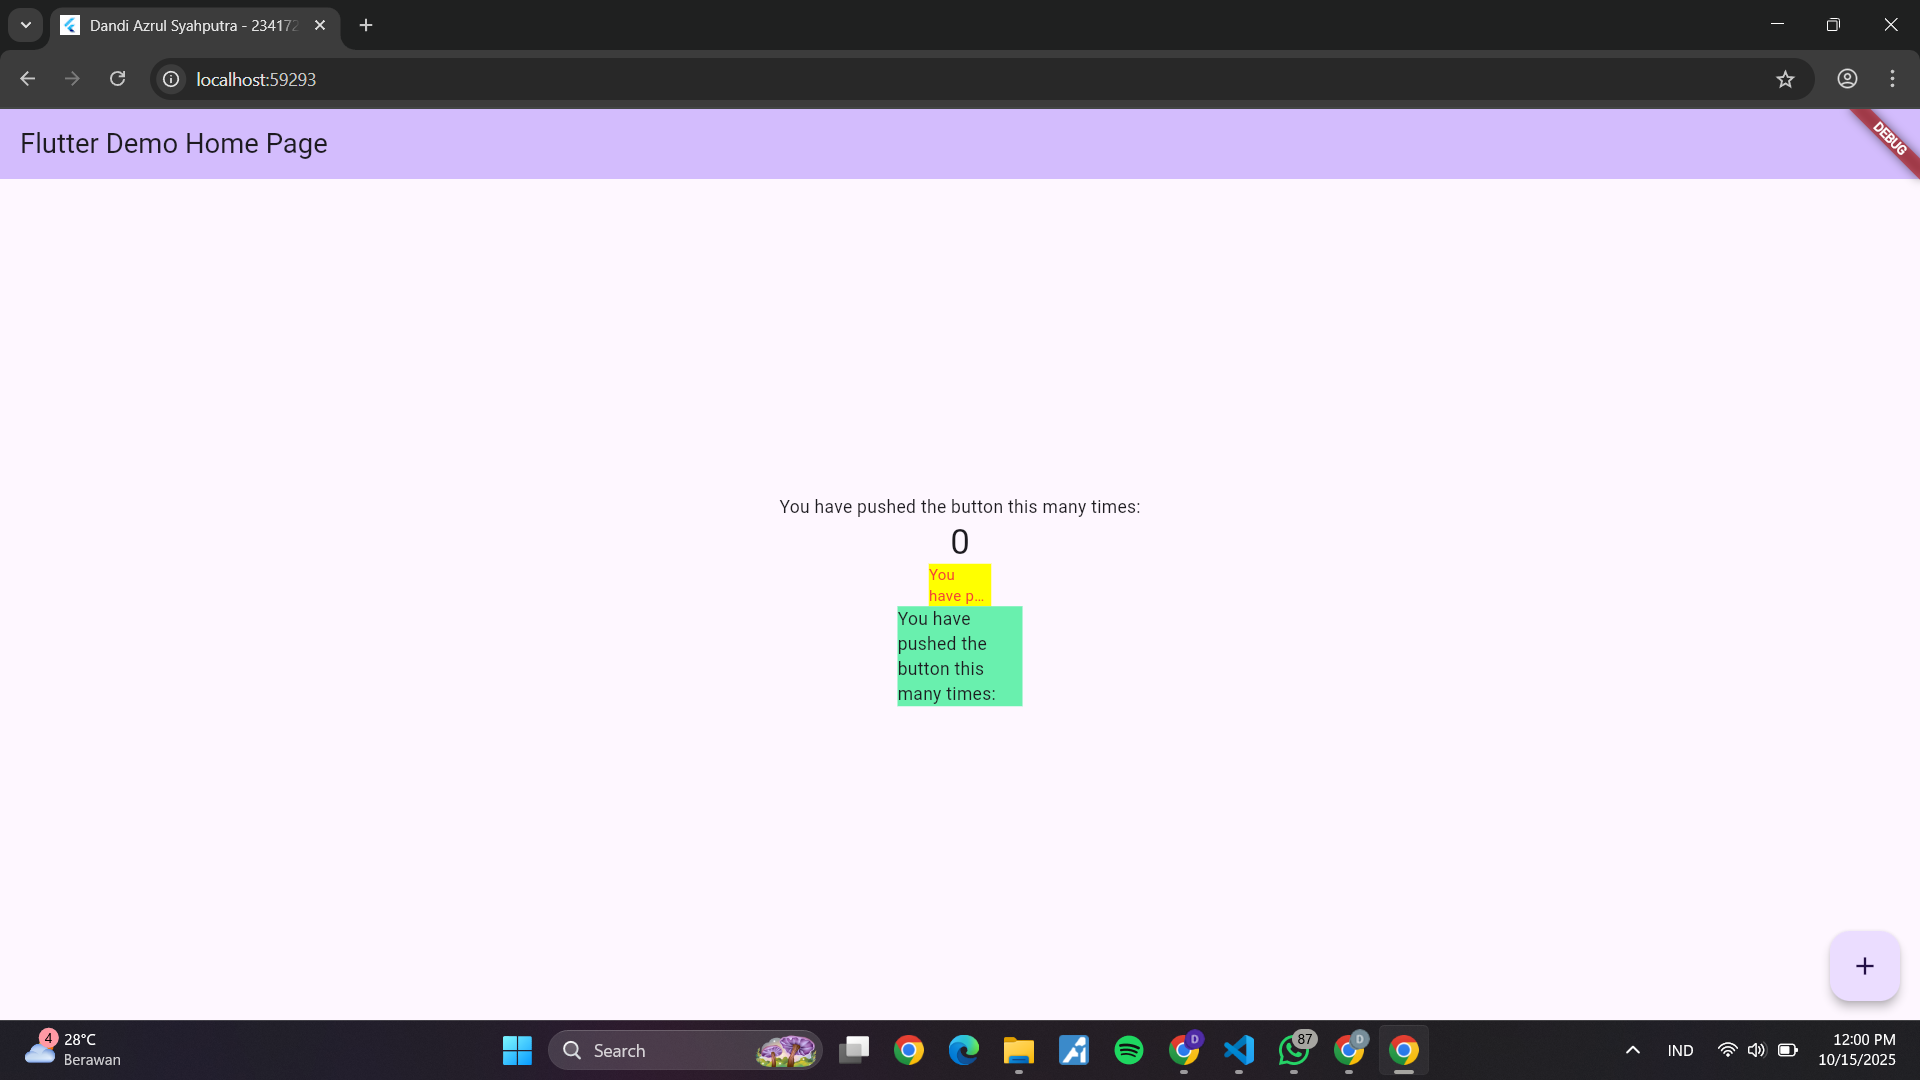 Dandi Azrul Syahputra - 234172
localhost:59293
Flutter Demo Home Page
DEBUG
You have pushed the button this many times:
0
You
have p…
You have
pushed the
button this
many times:
4
28°C
Berawan
Search
D
87
D
IND
12:00 PM
10/15/2025